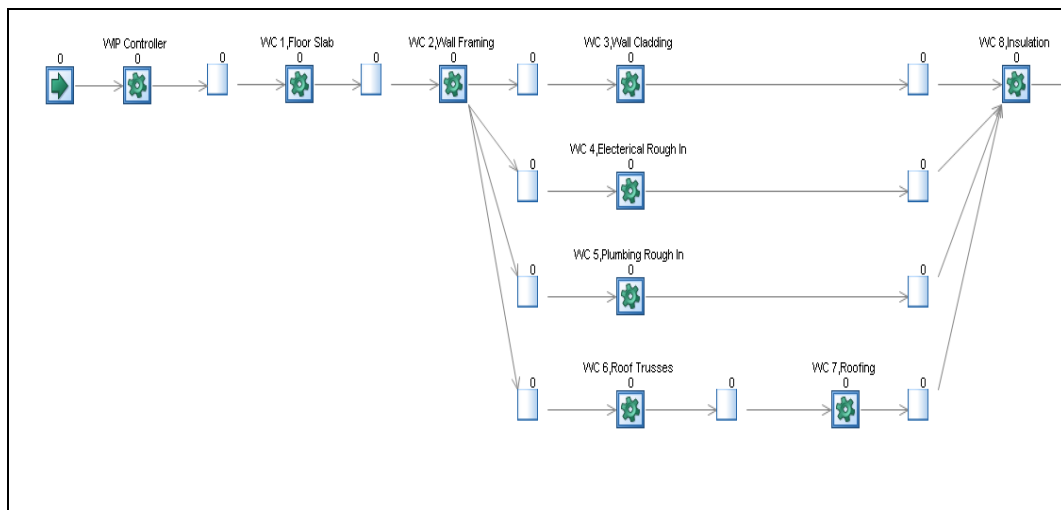 WIP Controller
WC 1,Floor Slab
WC 2,Wall Framing
WC 3,Wall Cladding
WC 8,Insulation
0
0
0
0
0
0
0
0
0
0
WC 4,Electerical Rough In
0
0
0
WC 5,Plumbing Rough In
0
0
0
WC 6,Roof Trusses
WC 7,Roofing
0
0
0
0
0